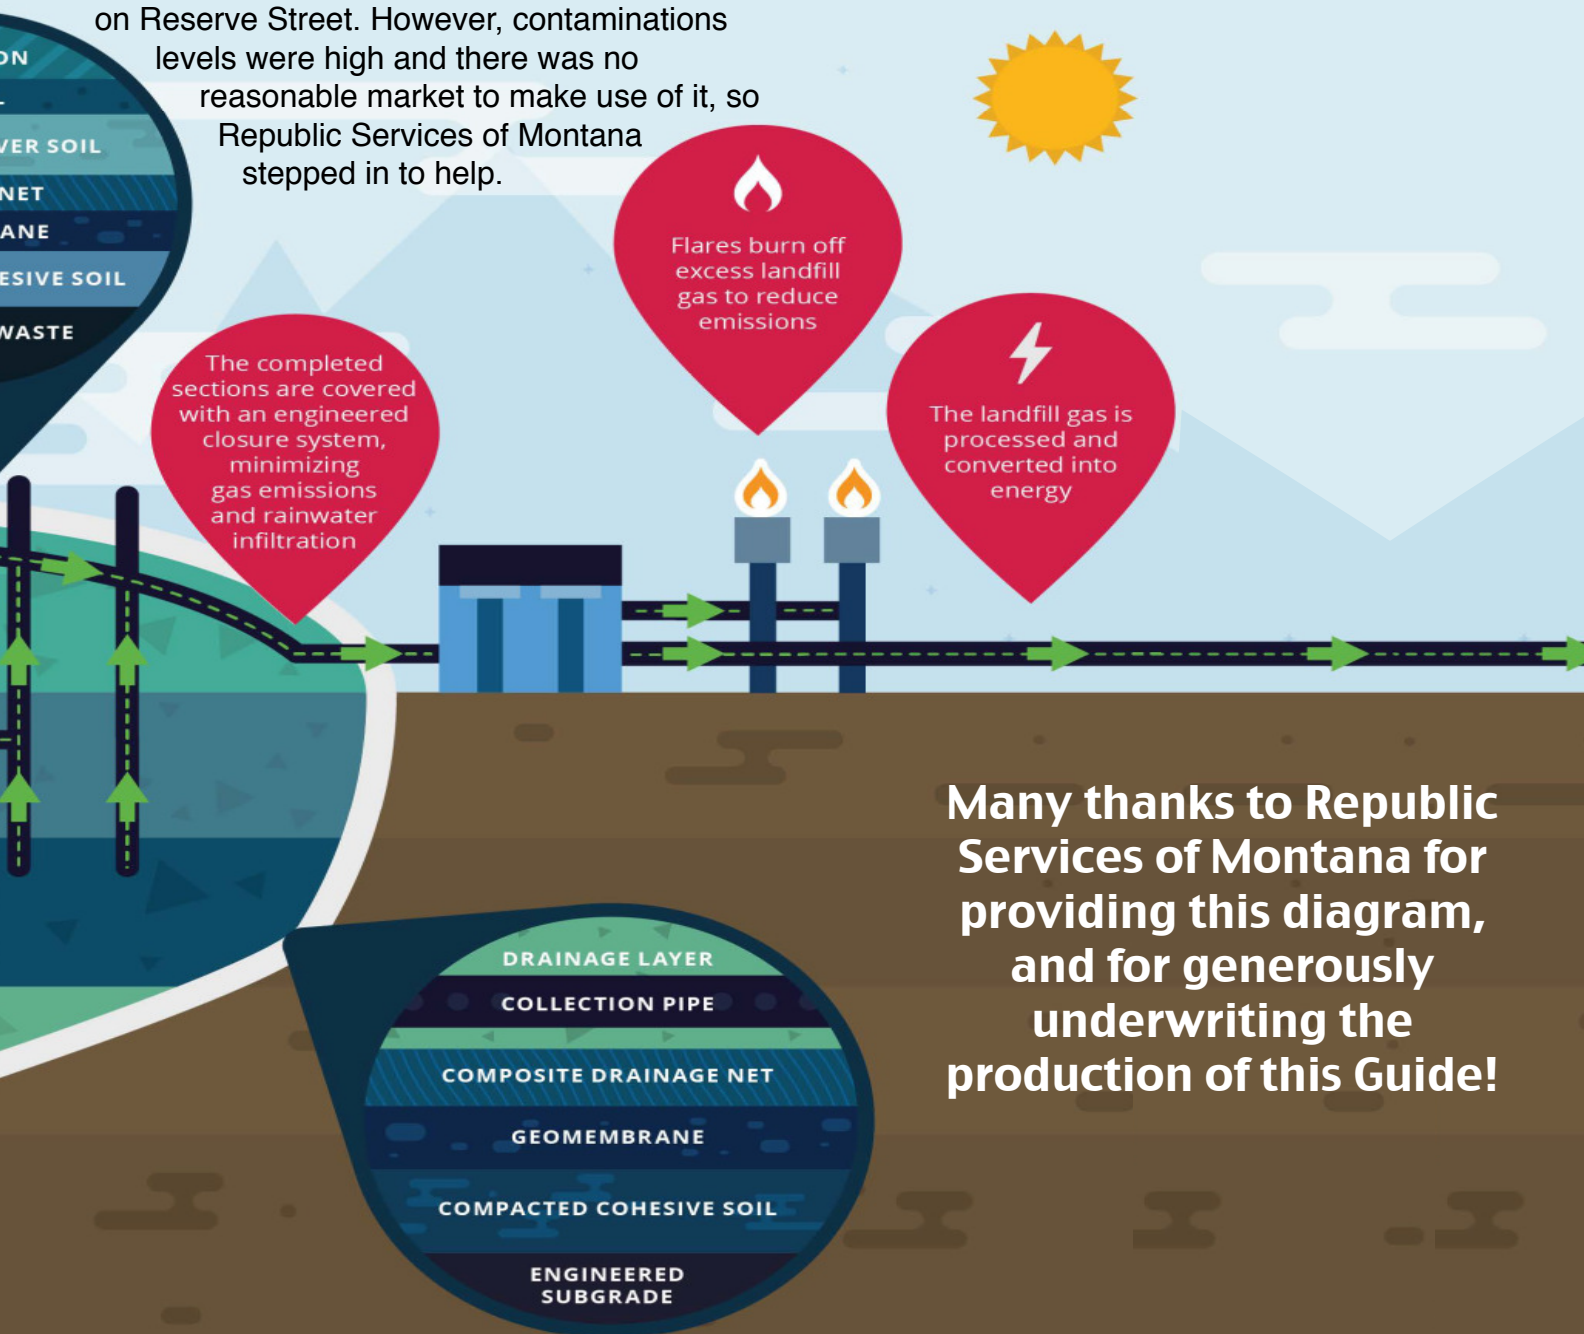 on Reserve Street. However, contaminations
levels were high and there was no
reasonable market to make use of it, so
Republic Services of Montana
stepped in to help.
SOIL
NET
ESIVE SOIL
WASTE
Flares burn off
excess landfill
gas to reduce
emissions
The landfill gas is
processed and
converted into
energy
The completed
sections are covered
with an engineered
closure system,
minimizing
gas emissions
and rainwater
infiltration
Many thanks to Republic
Services of Montana for
providing this diagram,
and for generously
underwriting the
production of this Guide!
DRAINAGE LAYER
COLLECTION PIPE
COMPOSITE DRAINAGE NET
GEOMEMBRANE
COMPACTED COHESIVE SOIL
ENGINEERED
SUBGRADE